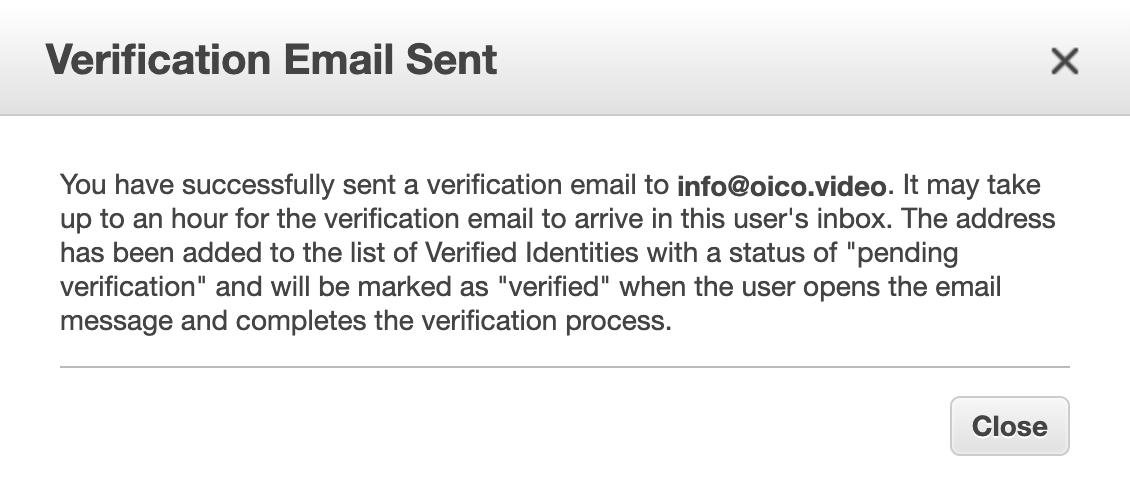 Verification Email Sent
You have successfully sent a verification email to info@oico.video. It may take
up to an hour for the verification email to arrive in this user's inbox. The address
has been added to the list of Verified Identities with a status of "pending
verification" and will be marked as "verified" when the user opens the email
message and completes the verification process.
Close